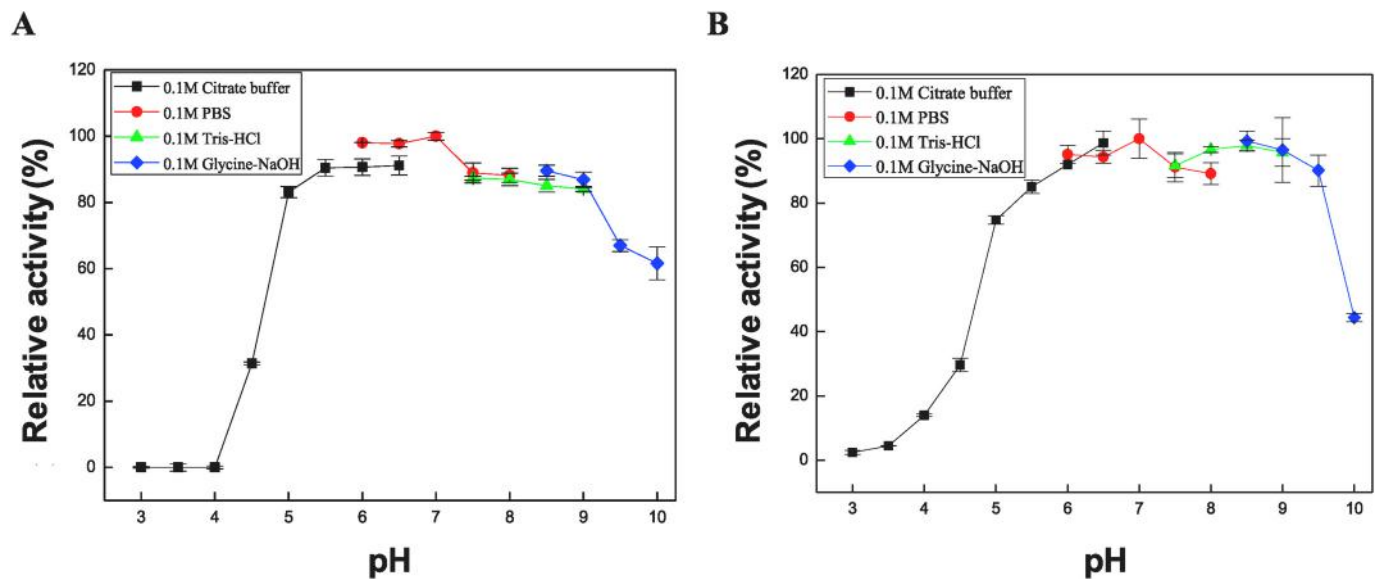 A
120
100
80
60
40
20
0
Relative activity (%)
0.1M Citrate buffer
0.1M PBS
0.1M Tris-HCl
0.1M Glycine-NaOH
3 4 5 6 7 8 9 10
pH
B
120
100
80
60
40
20
0
Relative activity (%)
0.1M Citrate buffer
0.1M PBS
0.1M Tris-HCl
0.1M Glycine-NaOH
3 4 5 6 7 8 9 10
pH